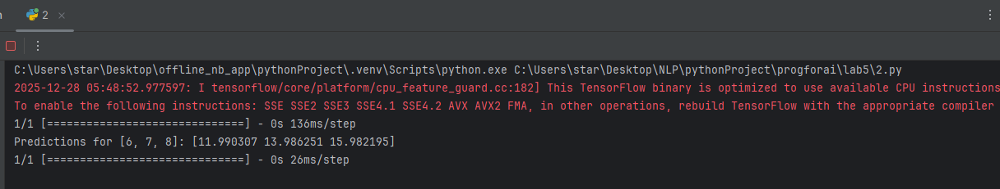 2
C:\Users\star\Desktop\offline_nb_app\pythonProject\.venv\Scripts\python.exe C:\Users\star\Desktop\NLP\pythonProject\progforai\lab5\2.py
2025-12-28 05:48:52.977597: I tensorflow/core/platform/cpu_feature_guard.cc:182] This TensorFlow binary is optimized to use available CPU instructions
To enable the following instructions: SSE SSE2 SSE3 SSE4.1 SSE4.2 AVX AVX2 FMA, in other operations, rebuild TensorFlow with the appropriate compiler
1/1 [==============================] - 0s 136ms/step
Predictions for [6, 7, 8]: [11.990307 13.986251 15.982195]
1/1 [==============================] - 0s 26ms/step